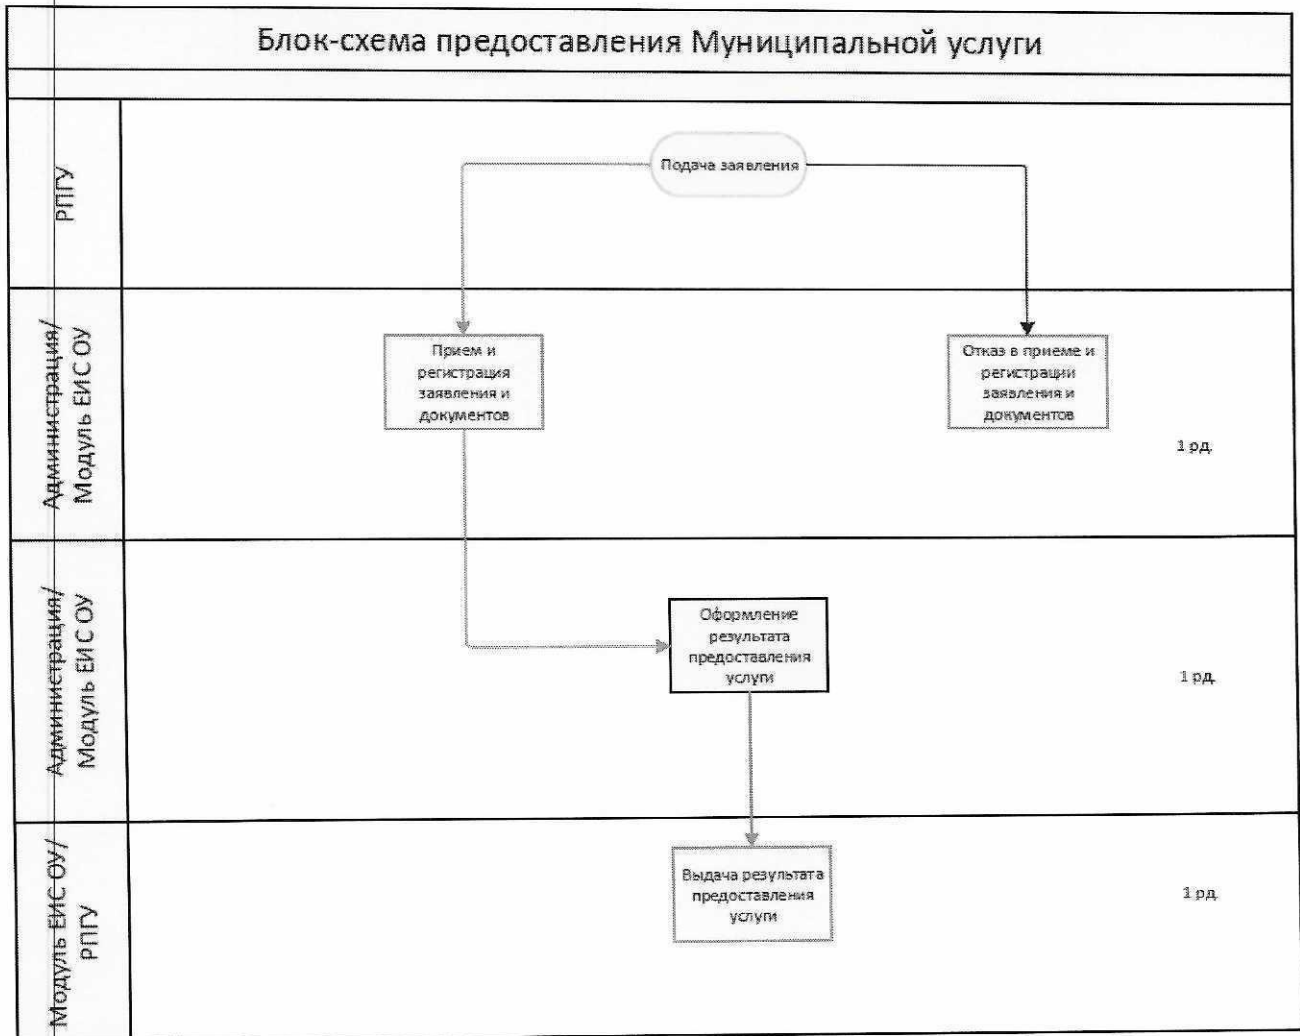 Блок-схема предоставления Муниципальной услуги
РПГУ
Подача заявления
Администрация/
Модуль ЕИС ОУ
Прием и
регистрация
заявления и
документов
Отказ в приеме и
регистрации
заявления и
документов
1 рд.
Администрация/
Модуль ЕИС ОУ
Оформление
результата
предоставления
услуги
1 рд.
Модуль ЕИС ОУ/
РПГУ
Выдача результата
предоставления
услуги
1 рд.